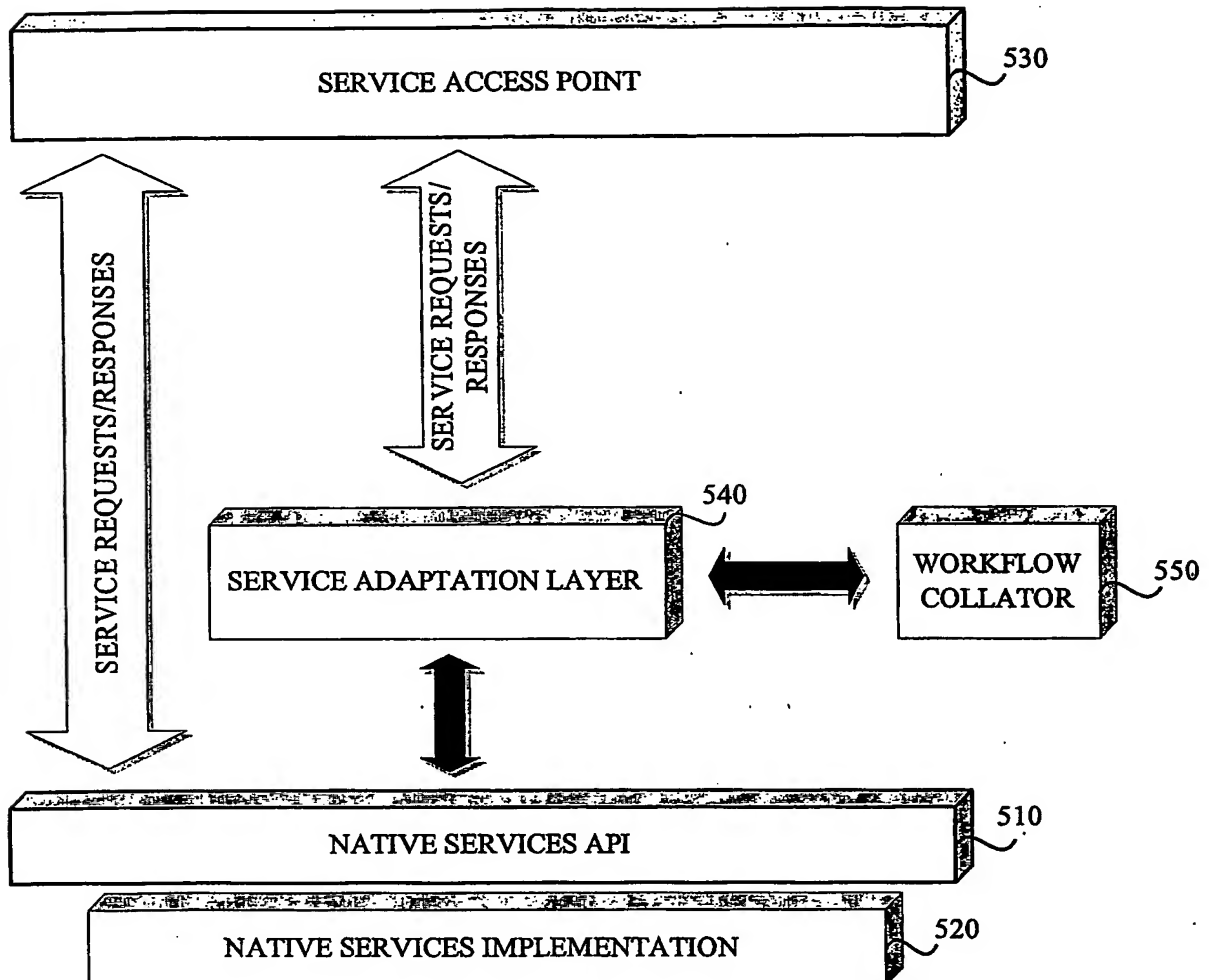 SERVICE ACCESS POINT
530
SERVICE REQUESTS/RESPONSES
SERVICE REQUESTS/
RESPONSES
540
SERVICE ADAPTATION LAYER
WORKFLOW
COLLATOR
550
NATIVE SERVICES API
510
NATIVE SERVICES IMPLEMENTATION
520